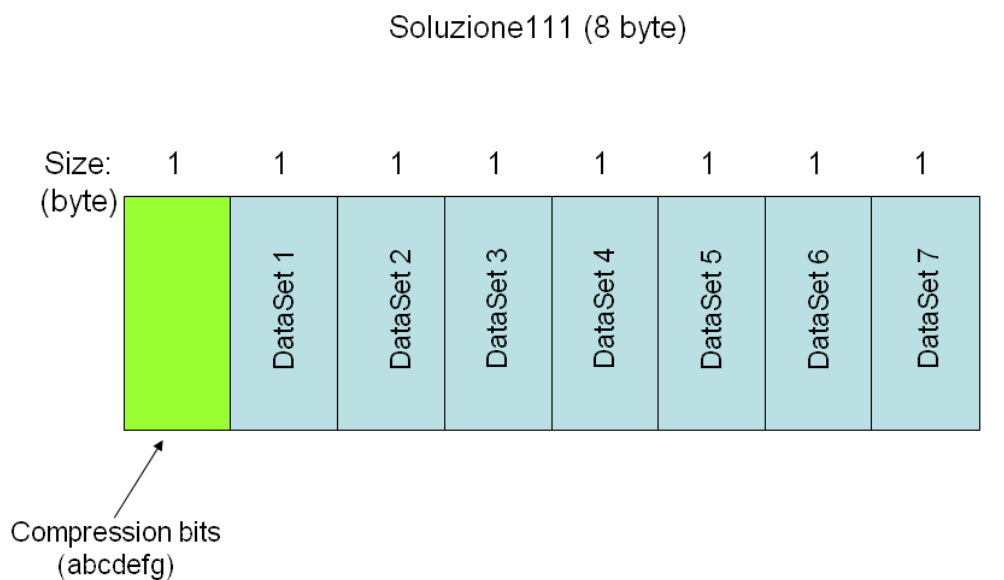 Soluzione111 (8 byte)
Size: 1 1 1 1 1 1 1 1
(byte)
DataSet 1
DataSet 2
DataSet 3
DataSet 4
DataSet 5
DataSet 6
DataSet 7
Compression bits
(abcdefg)